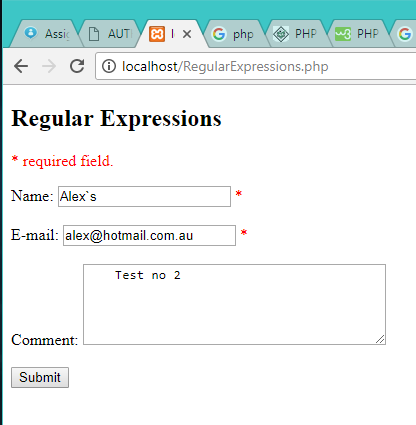 Assig
AUT
I
php
PHP
PHP
localhost/RegularExpressions.php
Regular Expressions
* required field.
Name: Alex`s *
E-mail: alex@hotmail.com.au *
Test no 2
Comment:
Submit